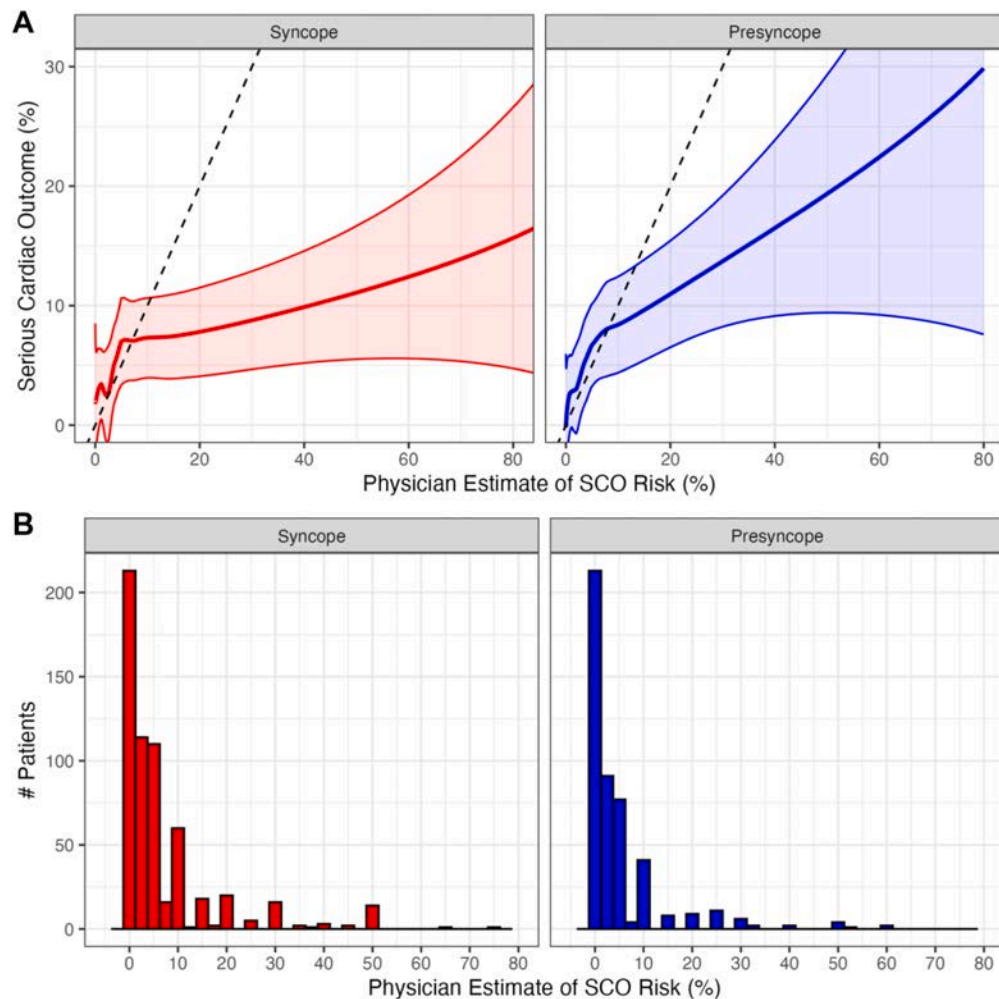 A
Syncope
Presyncope
Serious Cardiac Outcome (%)
30
20
10
0
0 20 40 60 80
0 20 40 60 80
Physician Estimate of SCO Risk (%)
B
Syncope
Presyncope
# Patients
200
150
100
50
0
0 10 20 30 40 50 60 70 80
0 10 20 30 40 50 60 70 80
Physician Estimate of SCO Risk (%)